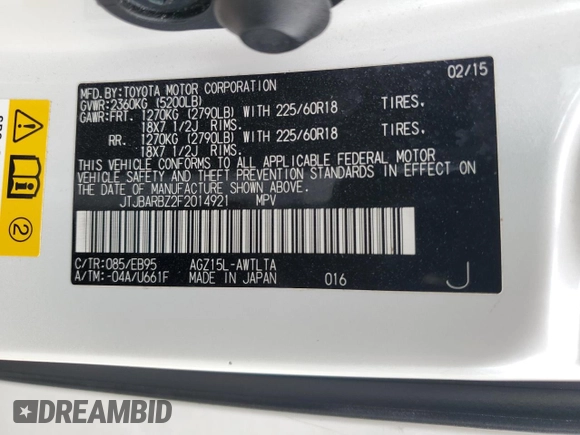 MFD.BY:TOYOTA MOTOR CORPORATION 02/15
GVWR:2360KG (5200LB)
GAWR:FRT. 1270KG (2790LB) WITH 225/60R18 TIRES.
18X7 1/2J RIMS.
RR. 1270KG (2790LB) WITH 225/60R18 TIRES.
18X7 1/2J RIMS.
THIS VEHICLE CONFORMS TO ALL APPLICABLE FEDERAL MOTOR
VEHICLE SAFETY AND THEFT PREVENTION STANDARDS IN EFFECT ON
THE DATE OF MANUFACTURE SHOWN ABOVE.
JTJBARBZ2F2014921 MPV
C/TR:085/EB95 AGZ15L-AWTLTA
A/TM:-04A/U661F MADE IN JAPAN 016 J
2
DREAMBID